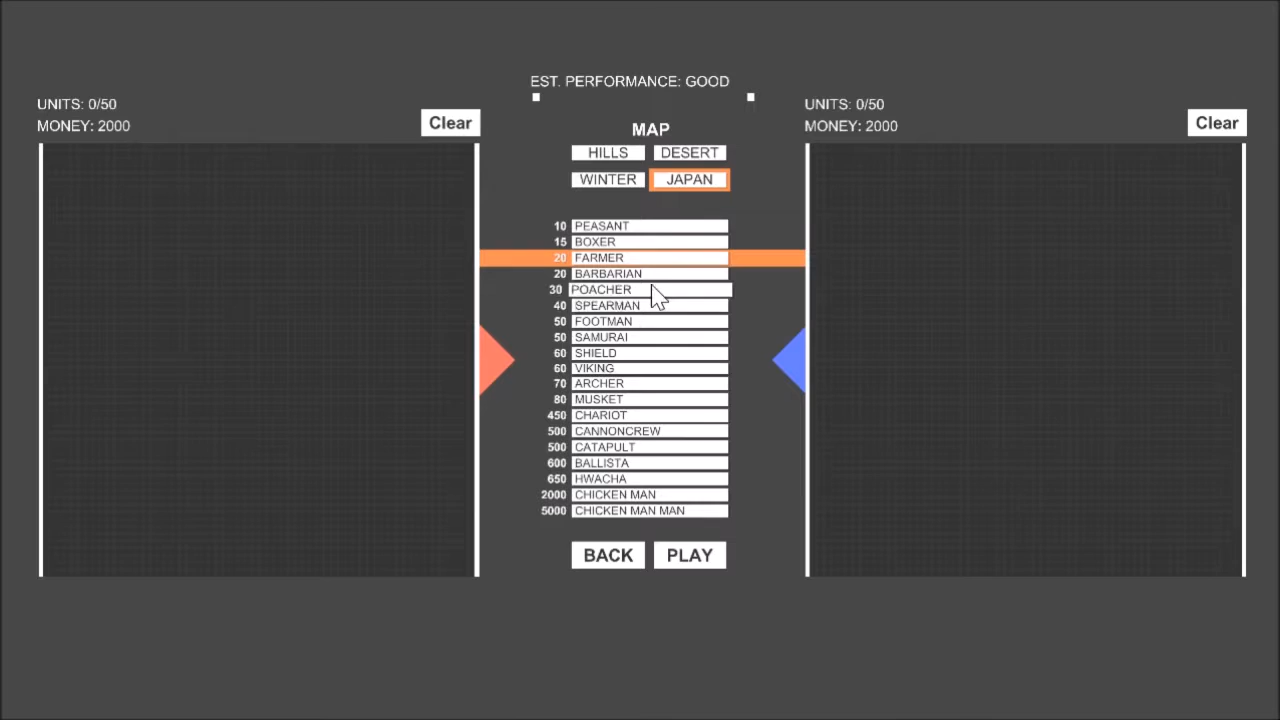 EST. PERFORMANCE: GOOD
UNITS: 0/50
MONEY: 2000
Clear
MAP
HILLS DESERT
WINTER JAPAN
10 PEASANT
15 BOXER
20 FARMER
20 BARBARIAN
30 POACHER
40 SPEARMAN
50 FOOTMAN
50 SAMURAI
60 SHIELD
60 VIKING
70 ARCHER
80 MUSKET
450 CHARIOT
500 CANNONCREW
500 CATAPULT
600 BALLISTA
650 HWACHA
2000 CHICKEN MAN
5000 CHICKEN MAN MAN
BACK PLAY
UNITS: 0/50
MONEY: 2000
Clear